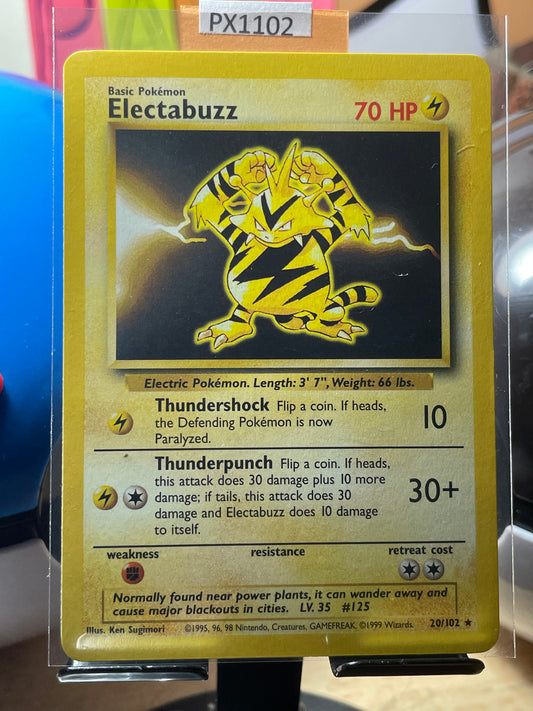 PX1102
Basic Pokémon
Electabuzz 70 HP
Electric Pokémon. Length: 3' 7", Weight: 66 lbs.
Thundershock Flip a coin. If heads,
the Defending Pokémon is now
Paralyzed.
10
Thunderpunch Flip a coin. If heads,
this attack does 30 damage plus 10 more
damage; if tails, this attack does 30
damage and Electabuzz does 10 damage
to itself.
30+
weakness resistance retreat cost
Normally found near power plants, it can wander away and
cause major blackouts in cities. LV. 35 #125
Illus. Ken Sugimori ©1995, 96, 98 Nintendo, Creatures, GAMEFREAK. ©1999 Wizards. 20/102 ★